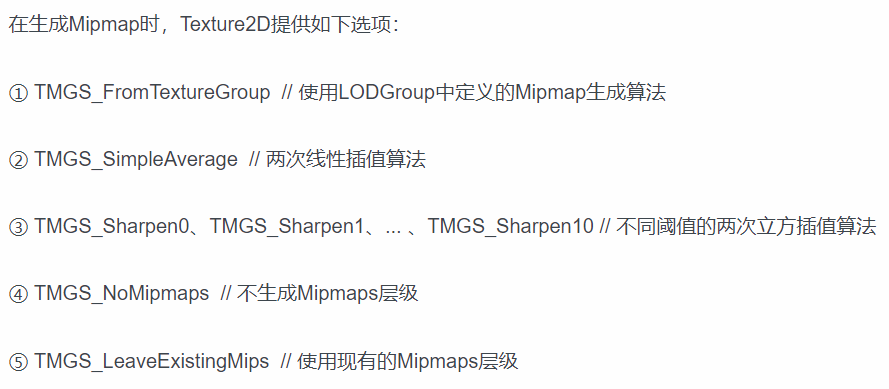 在生成Mipmap时，Texture2D提供如下选项：
① TMGS_FromTextureGroup  // 使用LODGroup中定义的Mipmap生成算法
② TMGS_SimpleAverage  // 两次线性插值算法
③ TMGS_Sharpen0、TMGS_Sharpen1、... 、TMGS_Sharpen10 // 不同阈值的两次立方插值算法
④ TMGS_NoMipmaps  // 不生成Mipmaps层级
⑤ TMGS_LeaveExistingMips  // 使用现有的Mipmaps层级